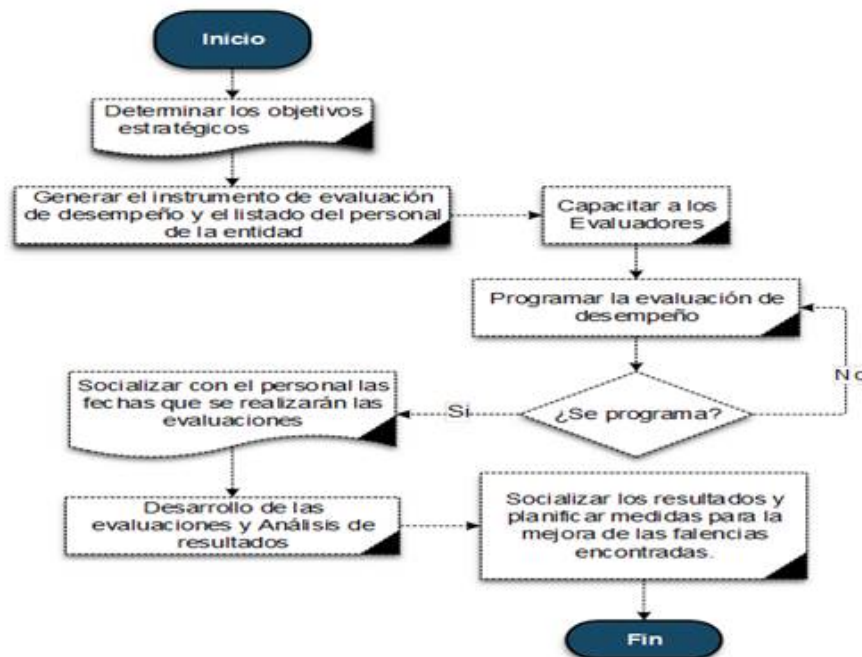 Inicio
Determinar los objetivos
estratégicos
Generar el instrumento de evaluación
de desempeño y el listado del personal
de la entidad
Capacitar a los
Evaluadores
Programar la evaluación de
desempeño
No
¿Se programa?
Sí
Socializar con el personal las
fechas que se realizarán las
evaluaciones
Desarrollo de las
evaluaciones y Análisis de
resultados
Socializar los resultados y
planificar medidas para la
mejora de las falencias
encontradas.
Fin